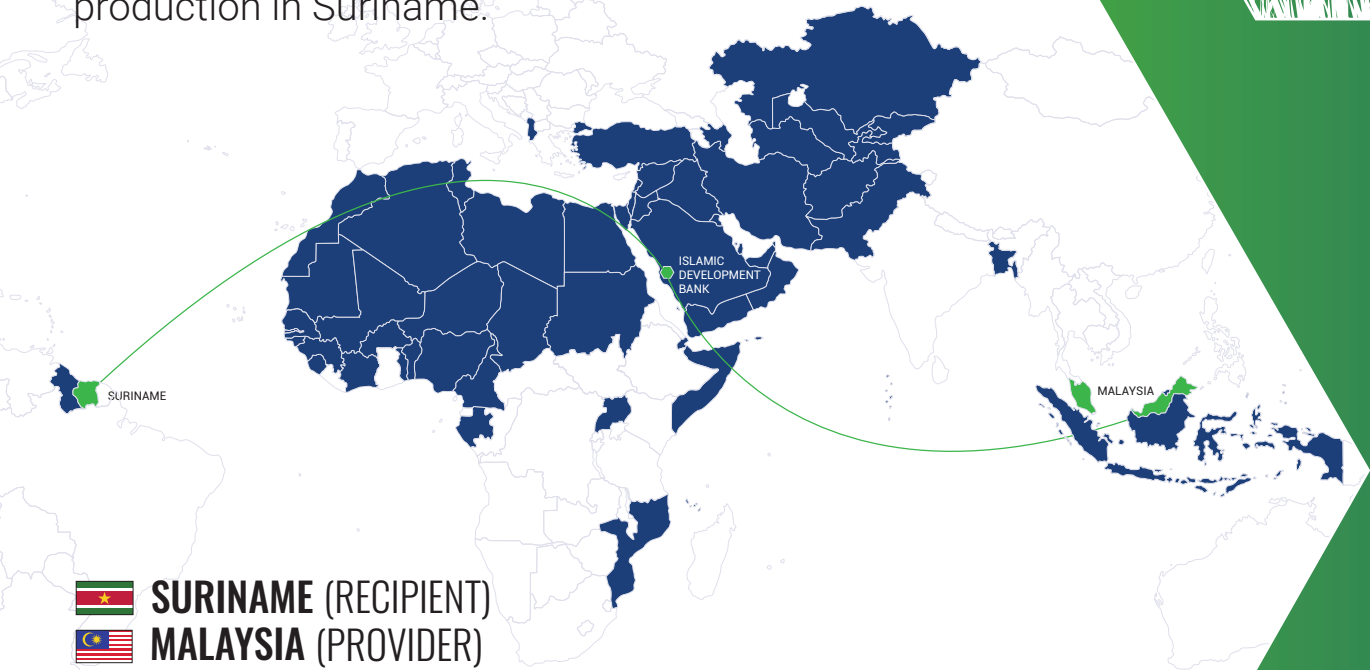 production in Suriname.
ISLAMIC
DEVELOPMENT
BANK
SURINAME
MALAYSIA
SURINAME (RECIPIENT)
MALAYSIA (PROVIDER)